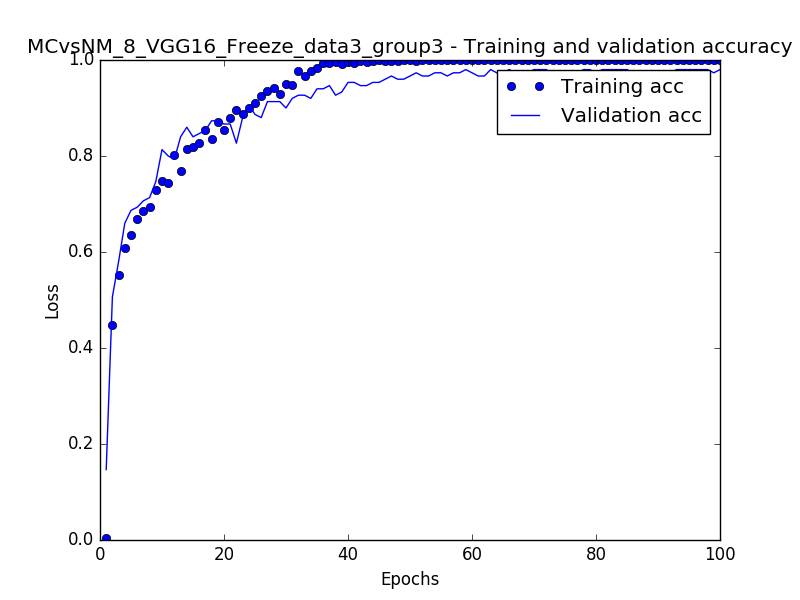 MCvsNM_8_VGG16_Freeze_data3_group3 - Training and validation accuracy
1.0
Training acc
Validation acc
0.8
0.6
Loss
0.4
0.2
0.0
0 20 40 60 80 100
Epochs